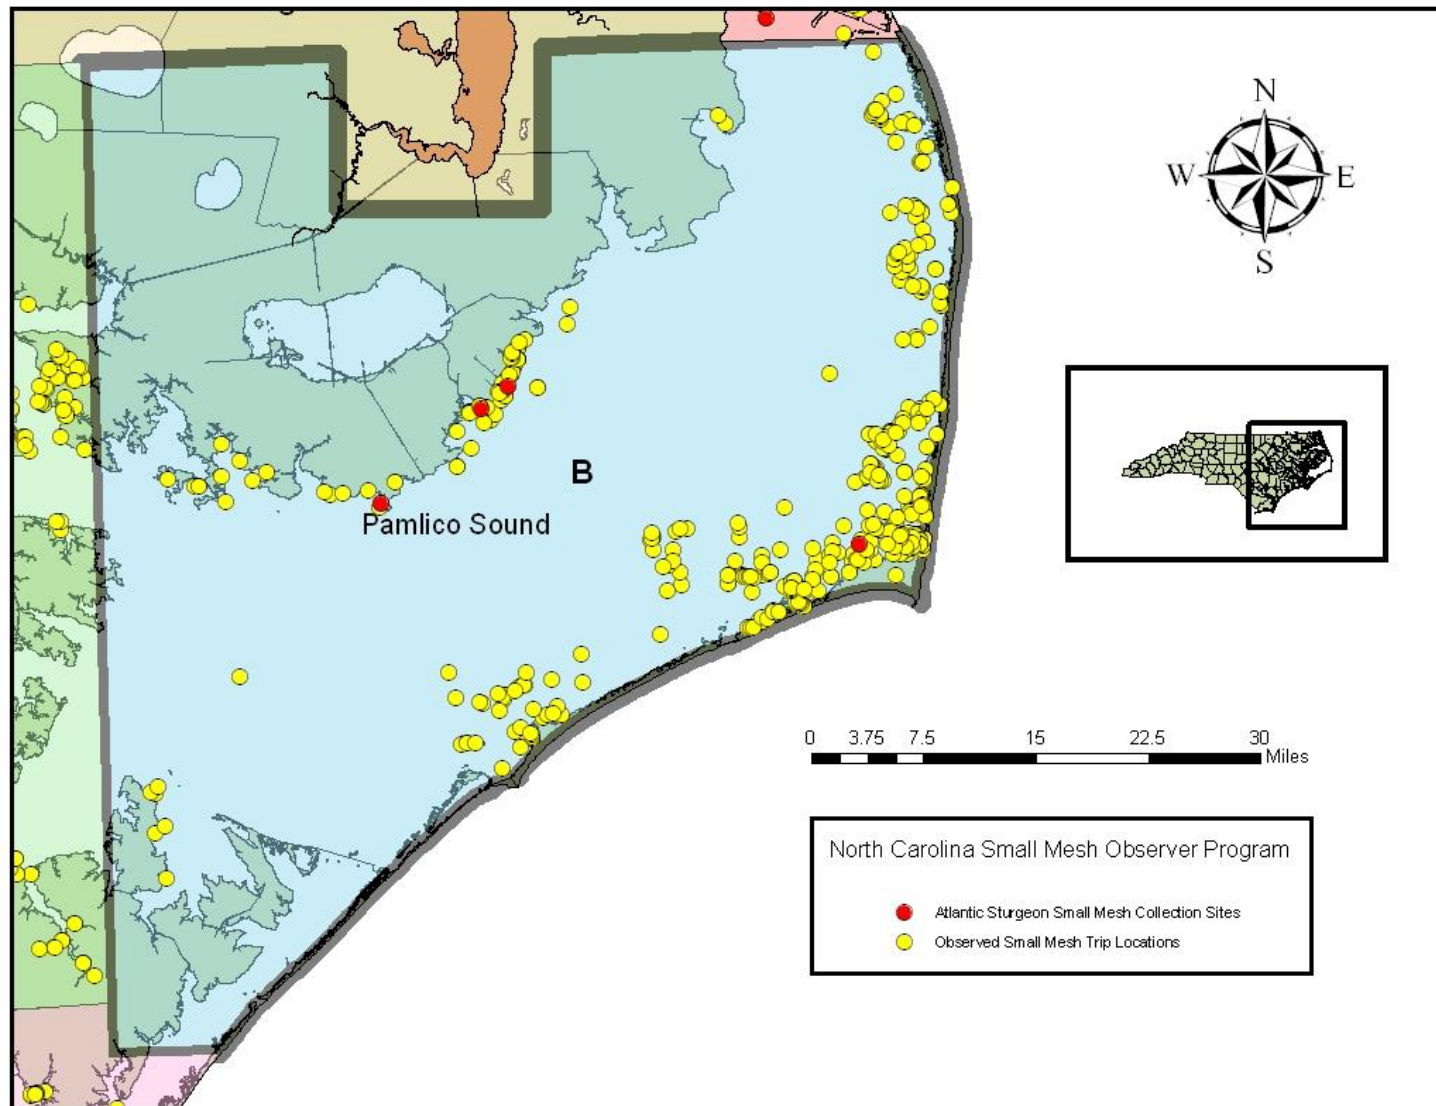 N
W
E
S
B
Pamlico Sound
0 3.75 7.5 15 22.5 30
Miles
North Carolina Small Mesh Observer Program
Atlantic Sturgeon Small Mesh Collection Sites
Observed Small Mesh Trip Locations